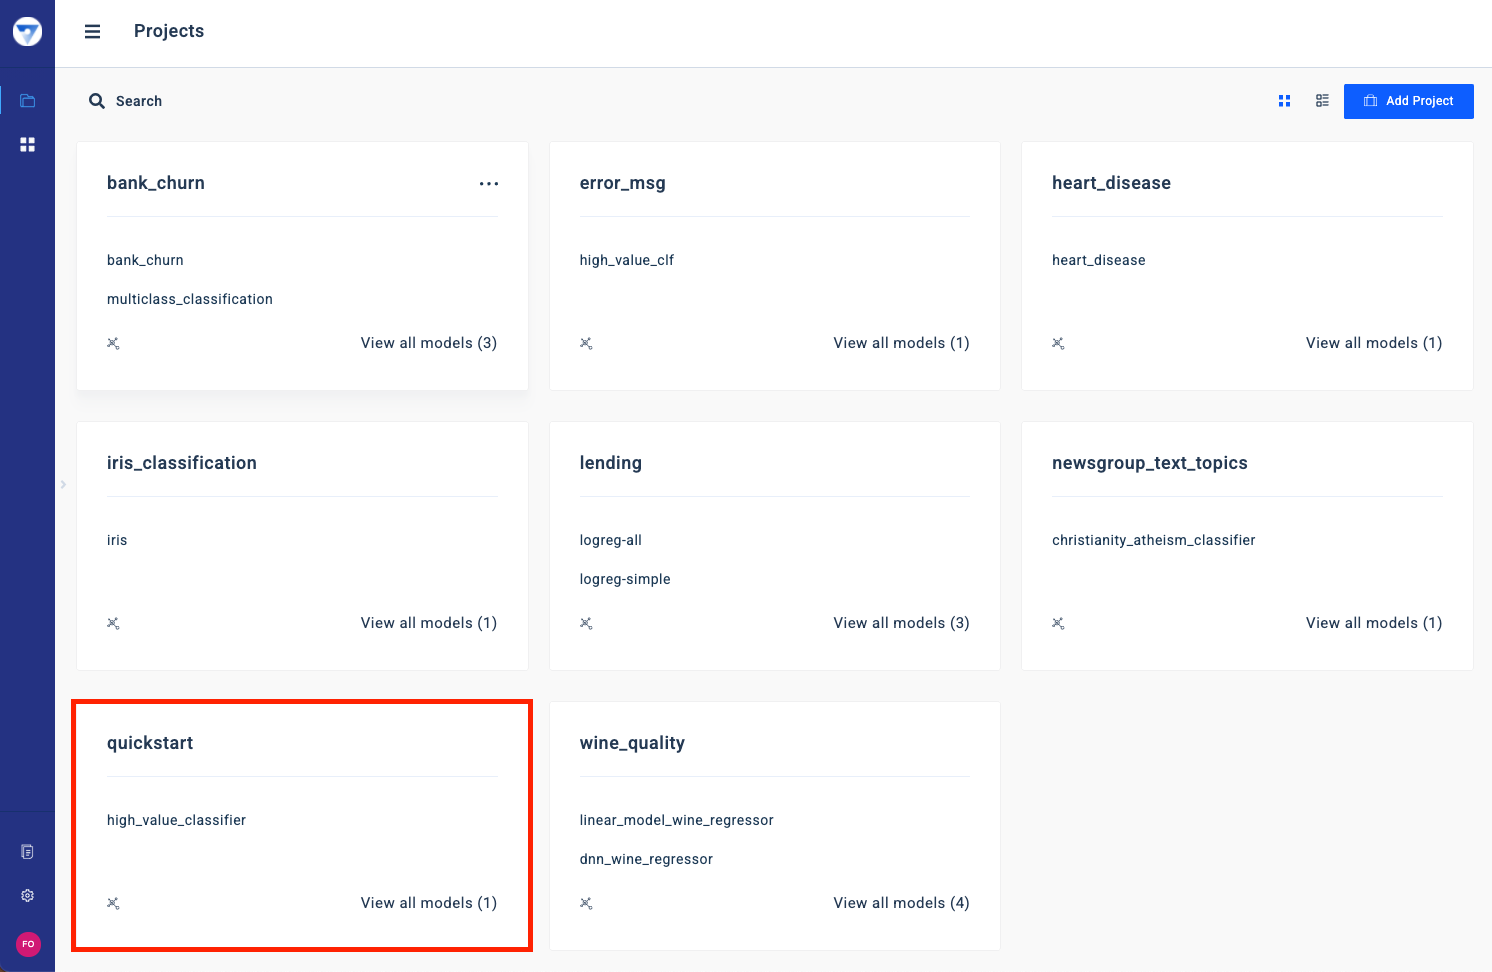 Projects
Search
Add Project
bank_churn
bank_churn
multiclass_classification
View all models (3)
error_msg
high_value_clf
View all models (1)
heart_disease
heart_disease
View all models (1)
iris_classification
iris
View all models (1)
lending
logreg-all
logreg-simple
View all models (3)
newsgroup_text_topics
christianity_atheism_classifier
View all models (1)
quickstart
high_value_classifier
View all models (1)
wine_quality
linear_model_wine_regressor
dnn_wine_regressor
View all models (4)
FO